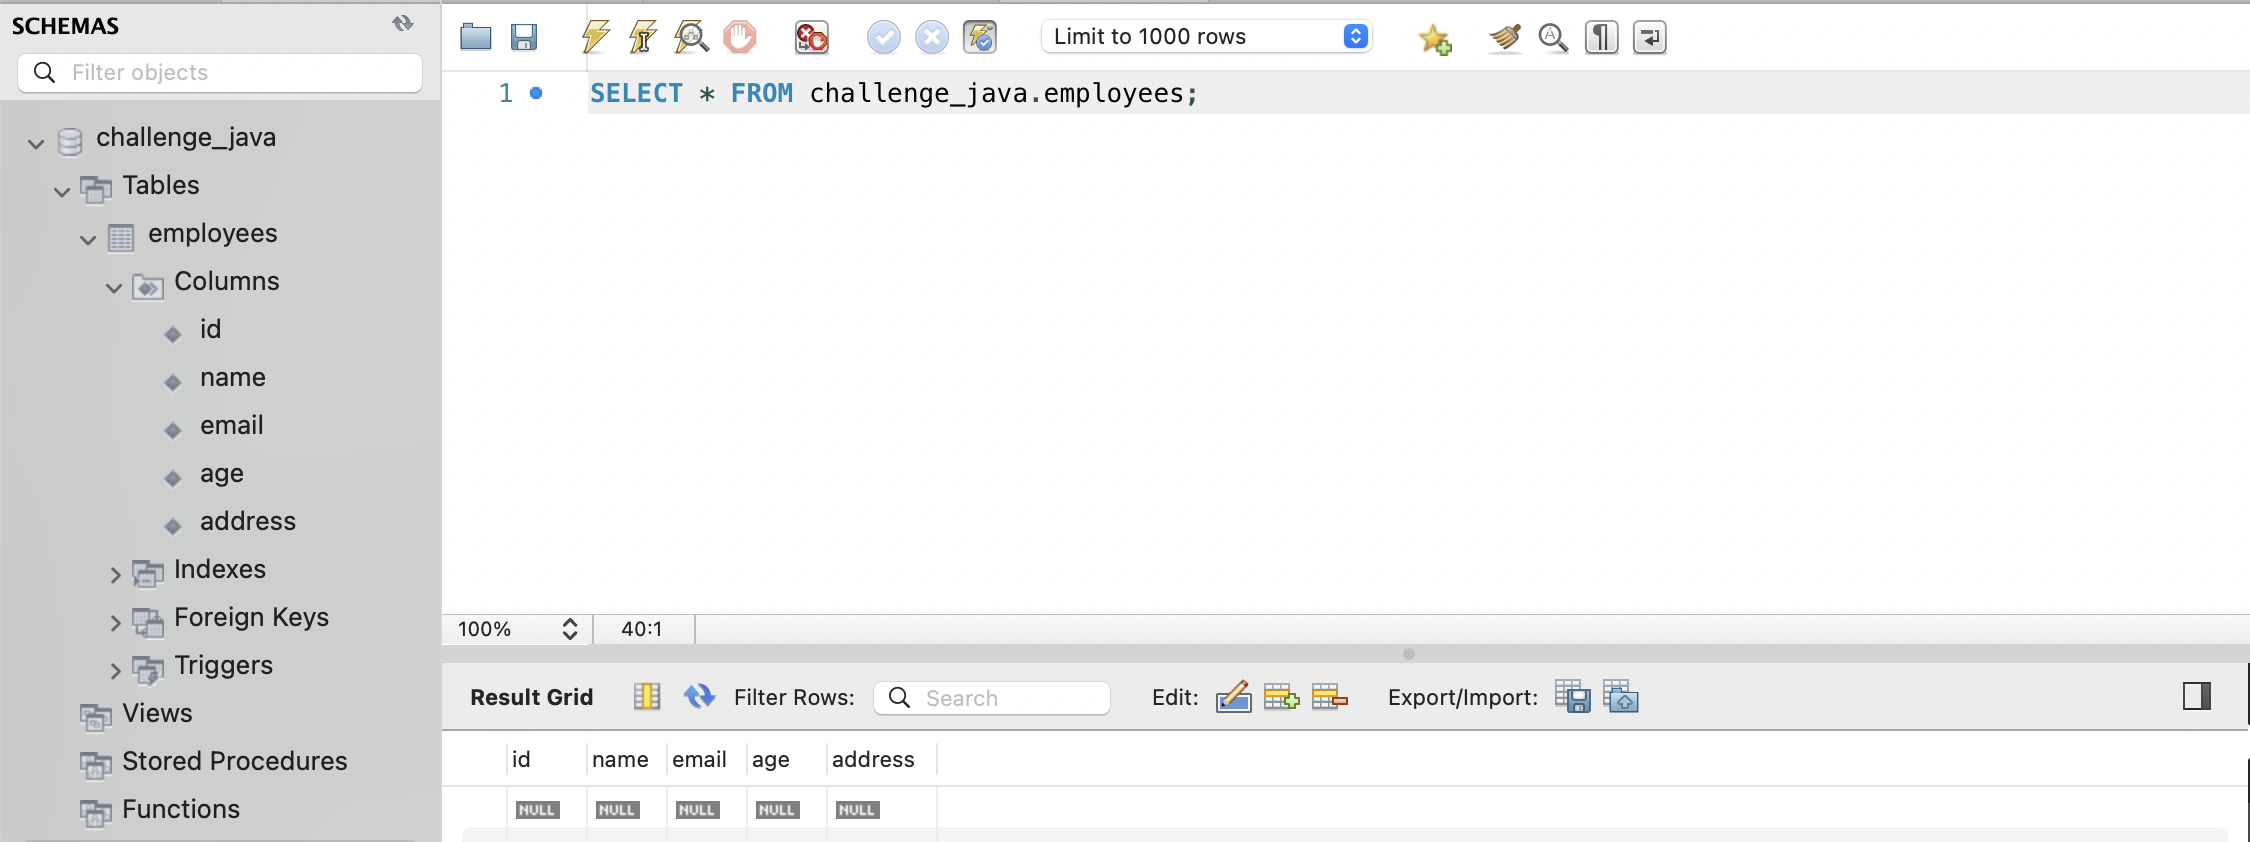 SCHEMAS
Filter objects
challenge_java
Tables
employees
Columns
id
name
email
age
address
Indexes
Foreign Keys
Triggers
Views
Stored Procedures
Functions
Limit to 1000 rows
1 SELECT * FROM challenge_java.employees;
100% 40:1
Result Grid Filter Rows: Search Edit: Export/Import:
id name email age address
NULL NULL NULL NULL NULL